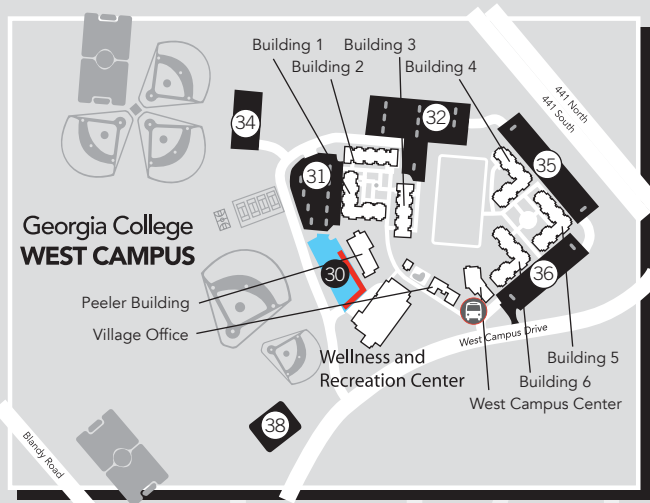 Building 1
Building 3
Building 2
Building 4
441 North
441 South
34
32
35
31
Georgia College
WEST CAMPUS
30
36
Peeler Building
Village Office
West Campus Drive
Wellness and
Recreation Center
Building 5
Building 6
West Campus Center
38
Blandy Road